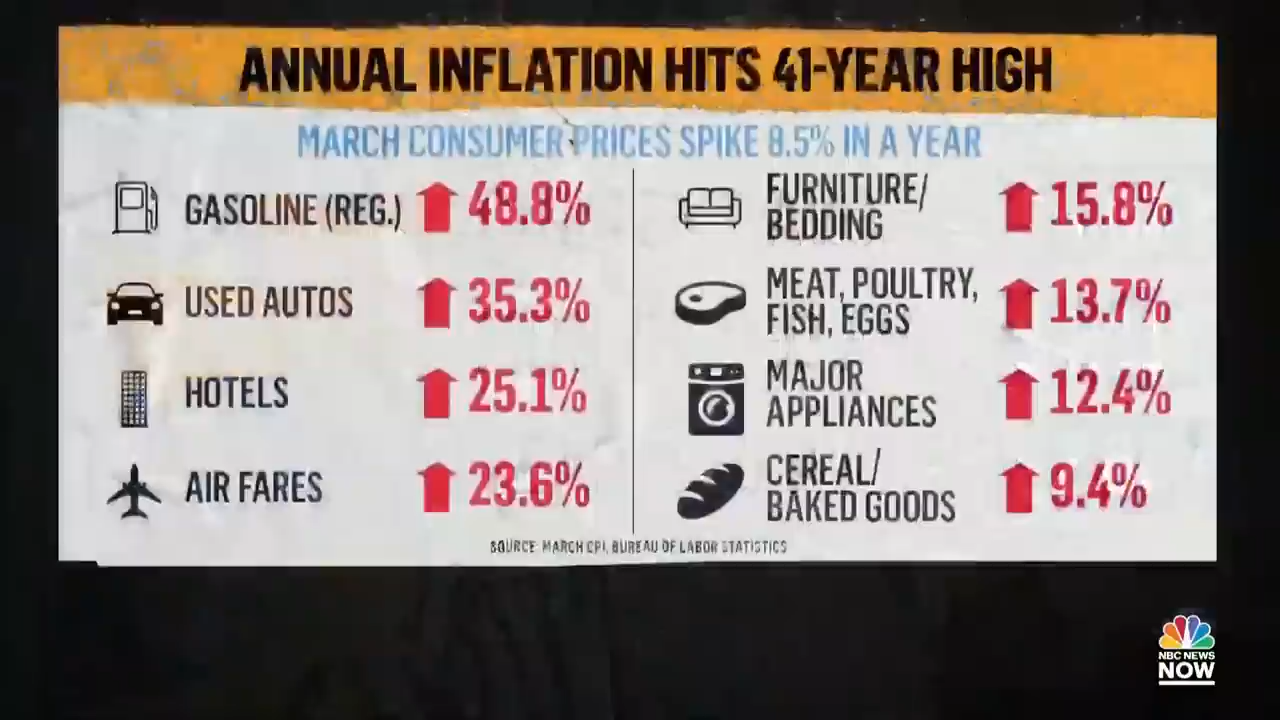 ANNUAL INFLATION HITS 41-YEAR HIGH
MARCH CONSUMER PRICES SPIKE 8.5% IN A YEAR
GASOLINE (REG.) 48.8%
USED AUTOS 35.3%
HOTELS 25.1%
AIR FARES 23.6%
FURNITURE/
BEDDING 15.8%
MEAT, POULTRY,
FISH, EGGS 13.7%
MAJOR
APPLIANCES 12.4%
CEREAL/
BAKED GOODS 9.4%
SOURCE: MARCH CPI, BUREAU OF LABOR STATISTICS
NBC NEWS
NOW